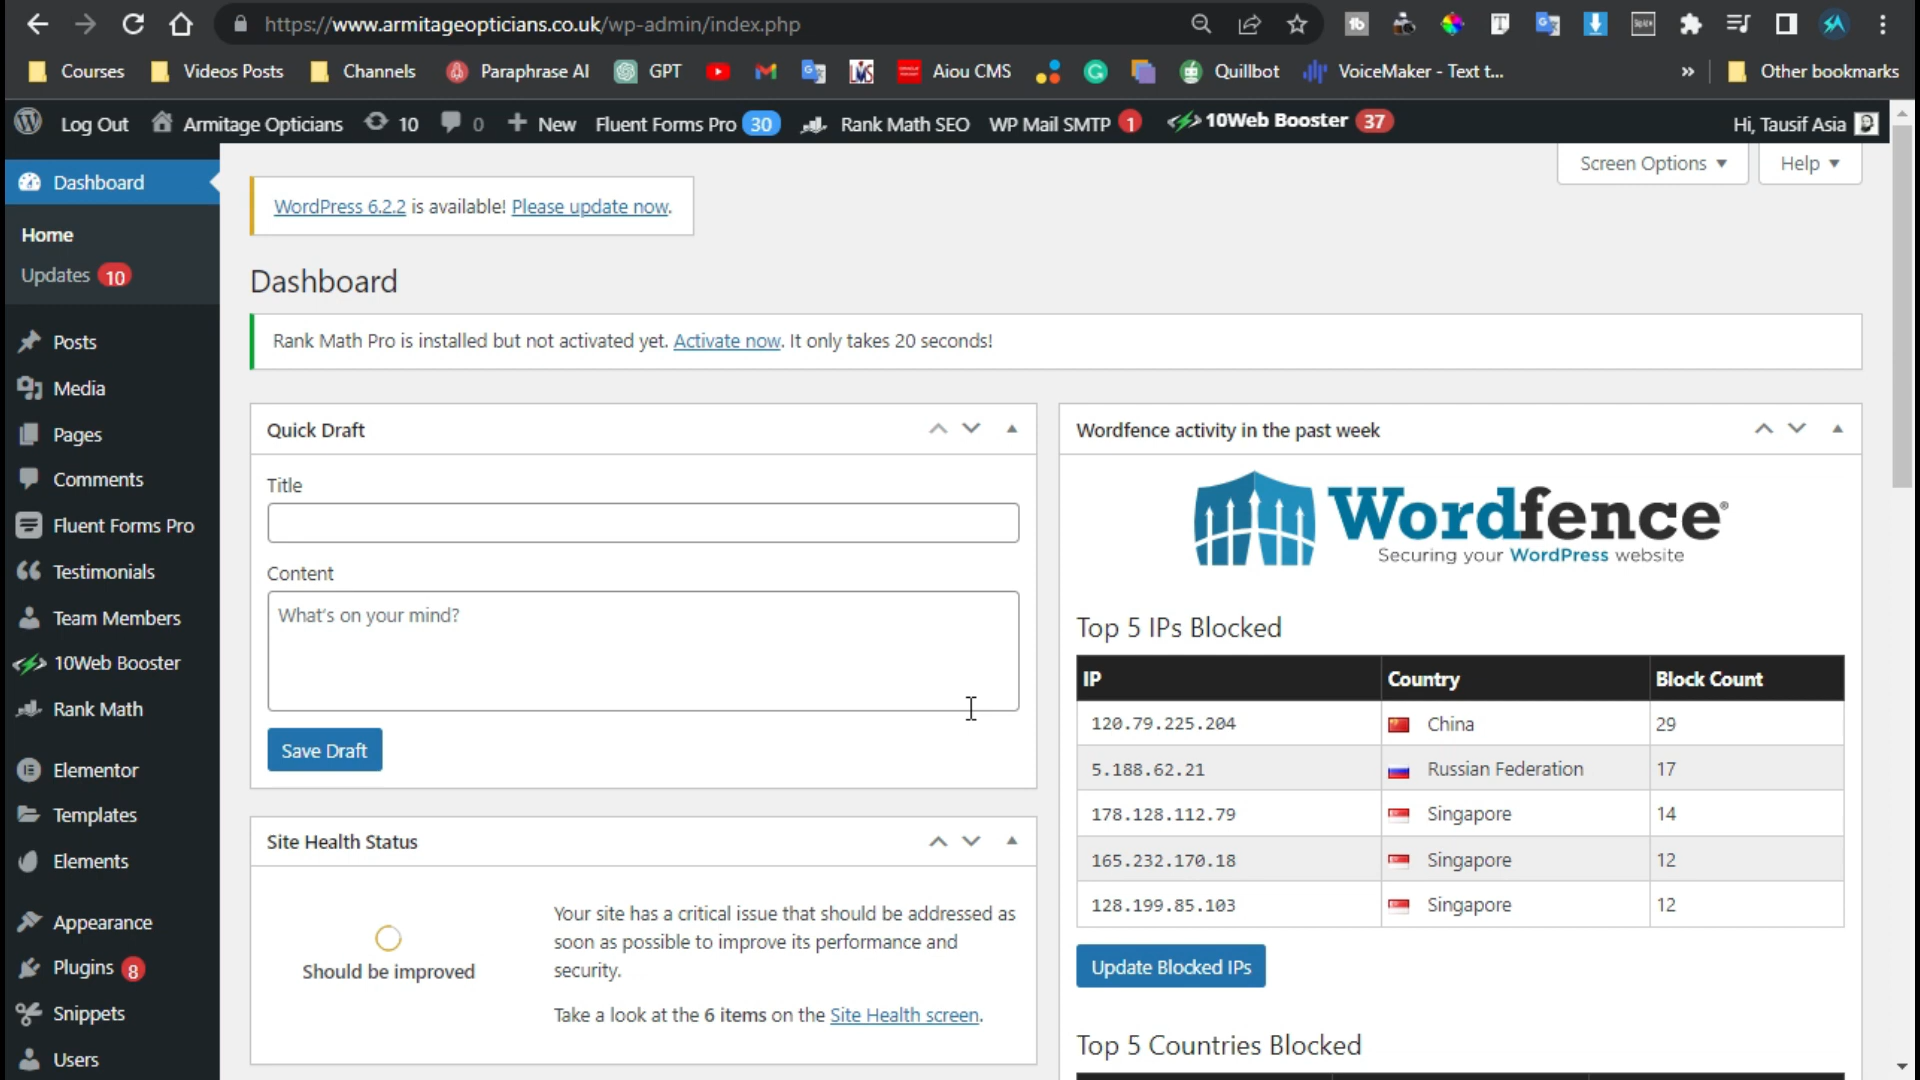 https://www.armitageopticians.co.uk/wp-admin/index.php
Courses Videos Posts Channels Paraphrase AI GPT Aiou CMS Quillbot VoiceMaker - Text t... » Other bookmarks
Log Out Armitage Opticians 10 0 + New Fluent Forms Pro 30 Rank Math SEO WP Mail SMTP 1 10Web Booster 37 Hi, Tausif Asia
Screen Options ▼ Help ▼
Dashboard
Home
Updates 10
Posts
Media
Pages
Comments
Fluent Forms Pro
Testimonials
Team Members
10Web Booster
Rank Math
Elementor
Templates
Elements
Appearance
Plugins 8
Snippets
Users
WordPress 6.2.2 is available! Please update now.
Dashboard
Rank Math Pro is installed but not activated yet. Activate now. It only takes 20 seconds!
Quick Draft
Title
Content
What's on your mind?
Save Draft
Site Health Status
Should be improved
Your site has a critical issue that should be addressed as
soon as possible to improve its performance and
security.
Take a look at the 6 items on the Site Health screen.
Wordfence activity in the past week
Wordfence®
Securing your WordPress website
Top 5 IPs Blocked
IP Country Block Count
120.79.225.204 China 29
5.188.62.21 Russian Federation 17
178.128.112.79 Singapore 14
165.232.170.18 Singapore 12
128.199.85.103 Singapore 12
Update Blocked IPs
Top 5 Countries Blocked